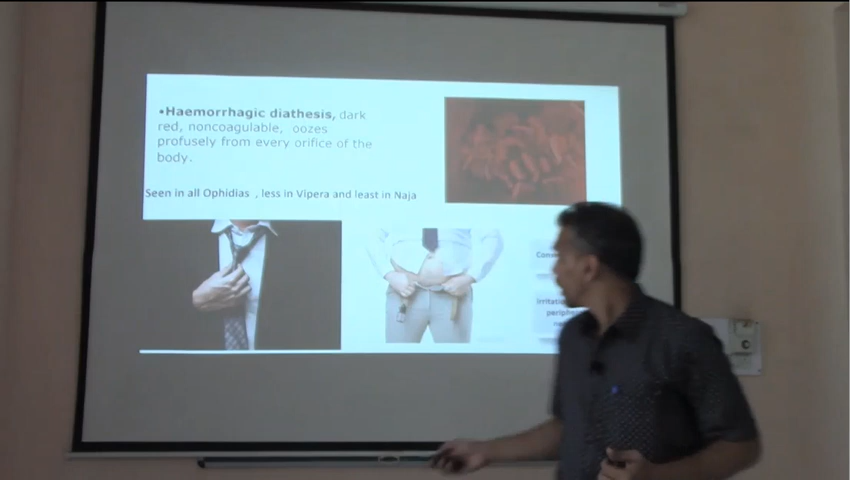 •Haemorrhagic diathesis, dark
red, noncoagulable, oozes
profusely from every orifice of the
body.
Seen in all Ophidias , less in Vipera and least in Naja